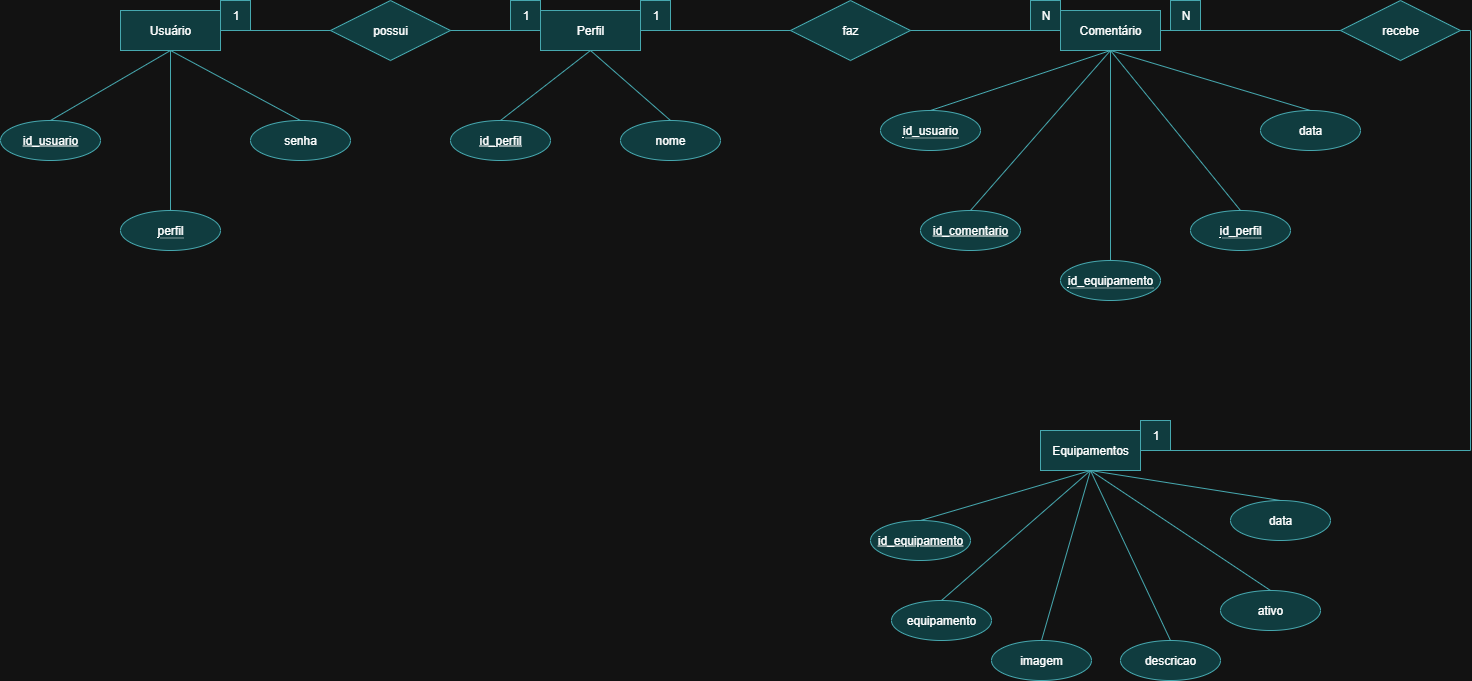 1
1
1
N
N
Usuário
possui
Perfil
faz
Comentário
recebe
id_usuario
senha
id_perfil
nome
id_usuario
data
perfil
id_comentario
id_perfil
id_equipamento
1
Equipamentos
id_equipamento
data
equipamento
ativo
imagem
descricao